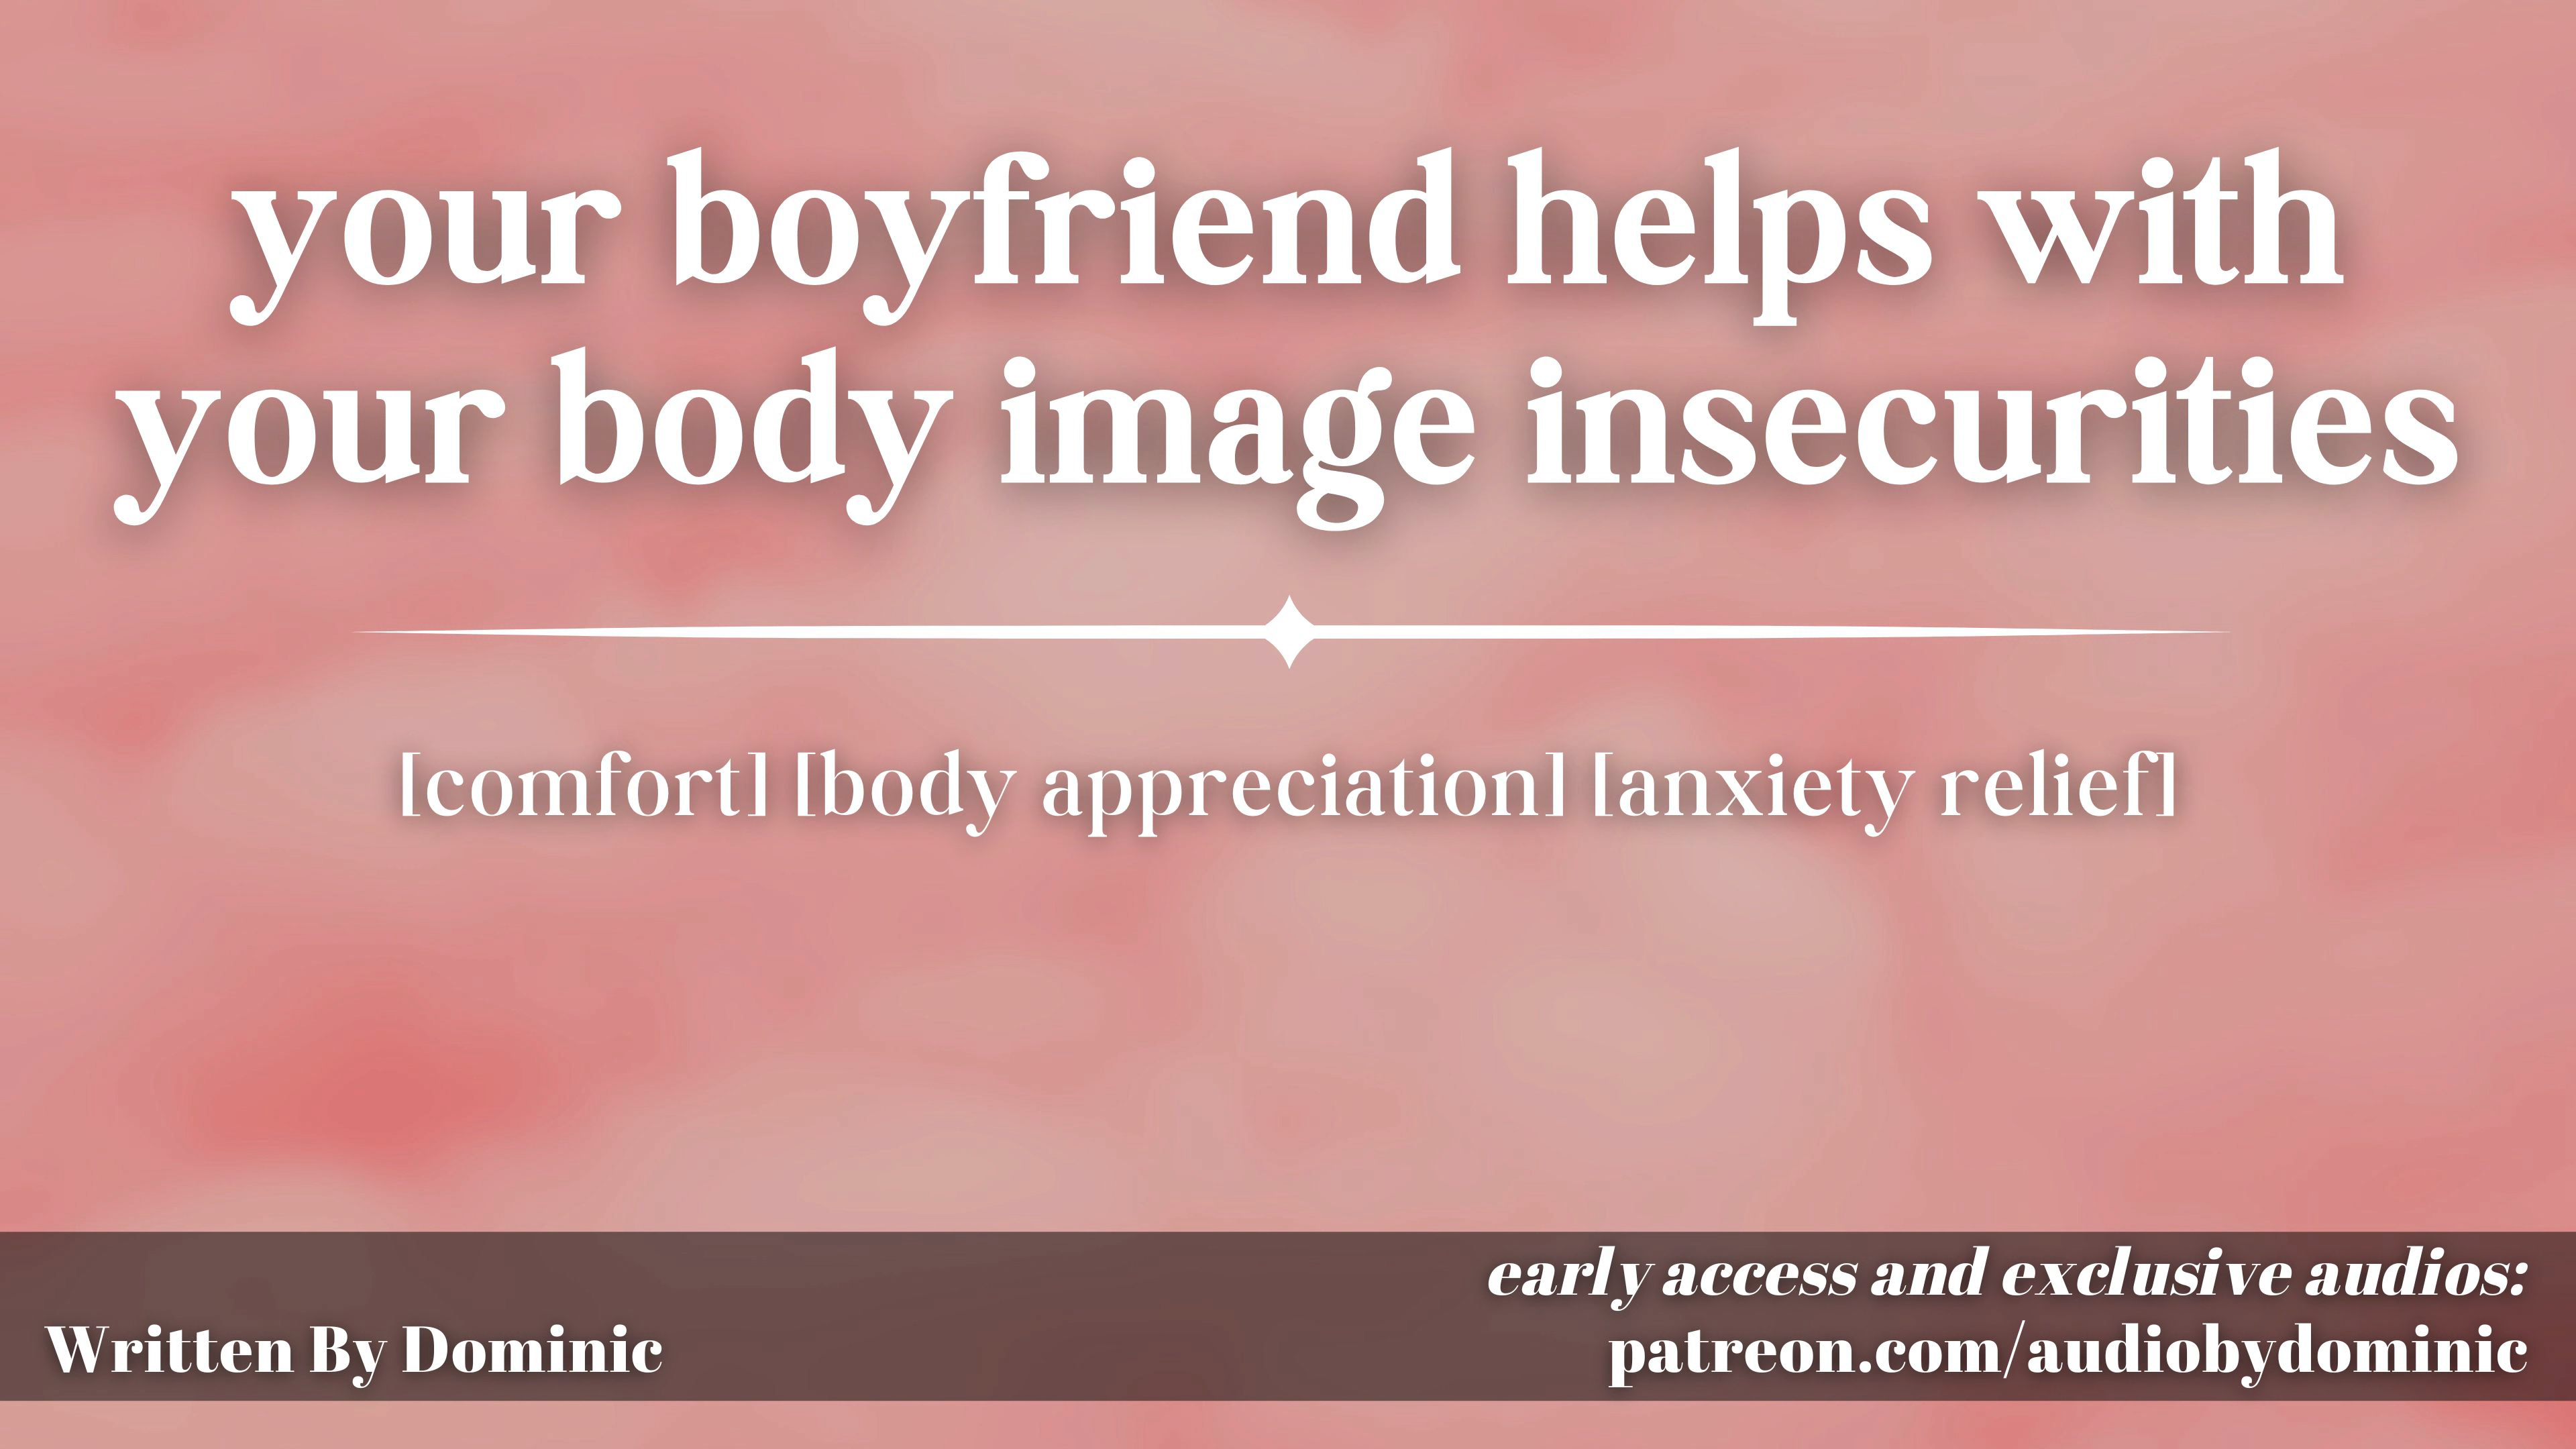 your boyfriend helps with
your body image insecurities
[comfort] [body appreciation] [anxiety relief]
Written By Dominic
early access and exclusive audios:
patreon.com/audiobydominic